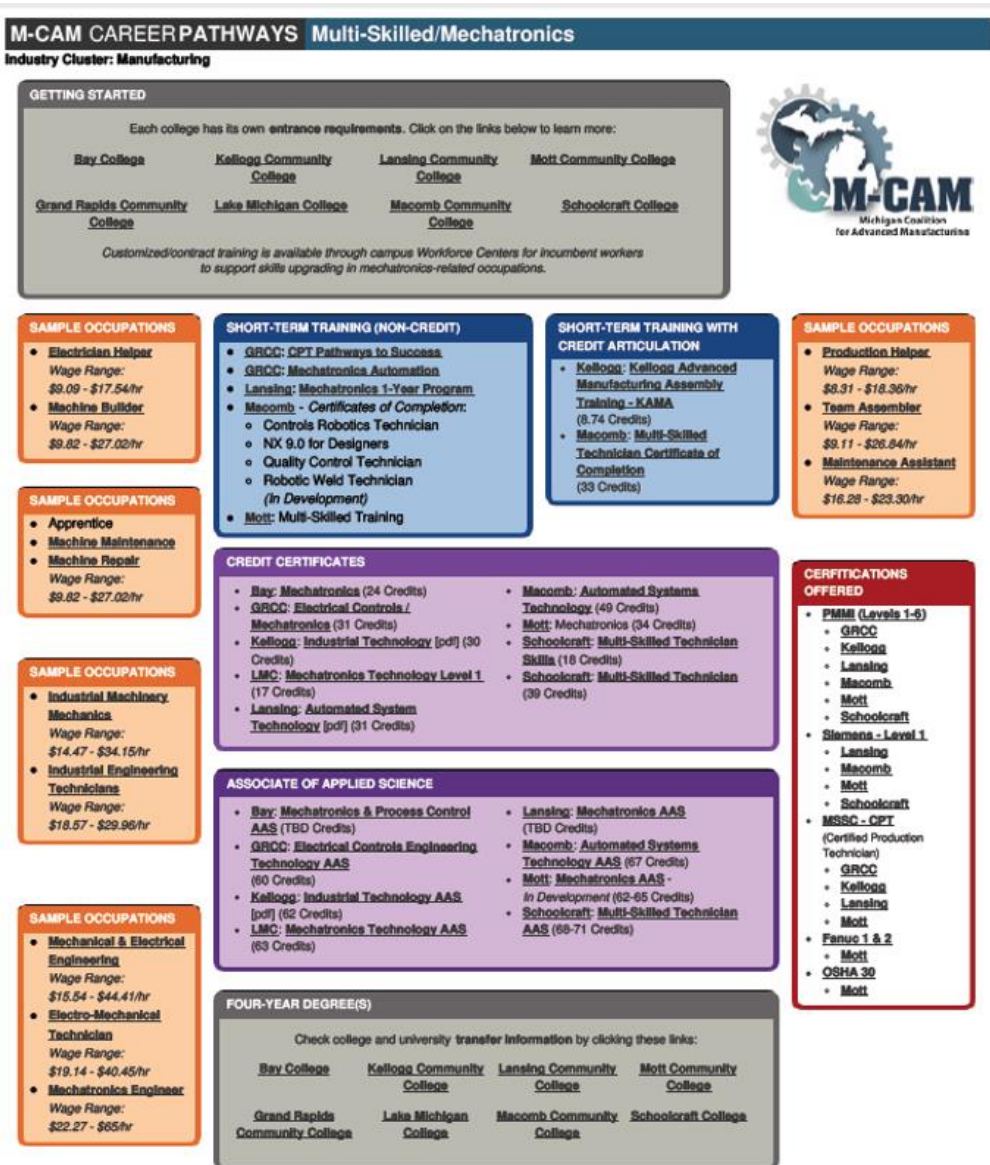 M-CAM CAREER PATHWAYS Multi-Skilled/Mechatronics
Industry Cluster: Manufacturing
GETTING STARTED
Each college has its own entrance requirements. Click on the links below to learn more:
Bay College
Kellogg Community
College
Lansing Community
College
Mott Community College
Grand Rapids Community
College
Lake Michigan College
Macomb Community
College
Schoolcraft College
Customized/contract training is available through campus Workforce Centers for incumbent workers
to support skills upgrading in mechatronics-related occupations.
M-CAM
Michigan Coalition
for Advanced Manufacturing
SAMPLE OCCUPATIONS
• Electrician Helper
Wage Range:
$9.09 - $17.54/hr
• Machine Builder
Wage Range:
$9.82 - $27.02/hr
SAMPLE OCCUPATIONS
• Apprentice
• Machine Maintenance
• Machine Repair
Wage Range:
$9.82 - $27.02/hr
SAMPLE OCCUPATIONS
• Industrial Machinery
Mechanics
Wage Range:
$14.47 - $34.15/hr
• Industrial Engineering
Technicians
Wage Range:
$18.57 - $29.96/hr
SAMPLE OCCUPATIONS
• Mechanical & Electrical
Engineering
Wage Range:
$15.54 - $44.41/hr
• Electro-Mechanical
Technician
Wage Range:
$19.14 - $40.45/hr
• Mechatronics Engineer
Wage Range:
$22.27 - $65/hr
SHORT-TERM TRAINING (NON-CREDIT)
• GRCC: CPT Pathways to Success
• GRCC: Mechatronics Automation
• Lansing: Mechatronics 1-Year Program
• Macomb - Certificates of Completion:
o Controls Robotics Technician
o NX 9.0 for Designers
o Quality Control Technician
o Robotic Weld Technician
(In Development)
• Mott: Multi-Skilled Training
SHORT-TERM TRAINING WITH
CREDIT ARTICULATION
• Kellogg: Kellogg Advanced
Manufacturing Assembly
Training - KAMA
(8.74 Credits)
• Macomb: Multi-Skilled
Technician Certificate of
Completion
(33 Credits)
SAMPLE OCCUPATIONS
• Production Helper
Wage Range:
$8.31 - $18.36/hr
• Team Assembler
Wage Range:
$9.11 - $26.84/hr
• Maintenance Assistant
Wage Range:
$16.28 - $23.30/hr
CREDIT CERTIFICATES
• Bay: Mechatronics (24 Credits)
• GRCC: Electrical Controls /
Mechatronics (31 Credits)
• Kellogg: Industrial Technology [pdf] (30
Credits)
• LMC: Mechatronics Technology Level 1
(17 Credits)
• Lansing: Automated System
Technology [pdf] (31 Credits)
• Macomb: Automated Systems
Technology (49 Credits)
• Mott: Mechatronics (34 Credits)
• Schoolcraft: Multi-Skilled Technician
Skills (18 Credits)
• Schoolcraft: Multi-Skilled Technician
(39 Credits)
ASSOCIATE OF APPLIED SCIENCE
• Bay: Mechatronics & Process Control
AAS (TBD Credits)
• GRCC: Electrical Controls Engineering
Technology AAS
(60 Credits)
• Kellogg: Industrial Technology AAS
[pdf] (62 Credits)
• LMC: Mechatronics Technology AAS
(63 Credits)
• Lansing: Mechatronics AAS
(TBD Credits)
• Macomb: Automated Systems
Technology AAS (67 Credits)
• Mott: Mechatronics AAS -
In Development (62-65 Credits)
• Schoolcraft: Multi-Skilled Technician
AAS (68-71 Credits)
CERFITICATIONS
OFFERED
• PMMI (Levels 1-6)
• GRCC
• Kellogg
• Lansing
• Macomb
• Mott
• Schoolcraft
• Siemens - Level 1
• Lansing
• Macomb
• Mott
• Schoolcraft
• MSSC - CPT
(Certified Production
Technician)
• GRCC
• Kellogg
• Lansing
• Mott
• Fanuc 1 & 2
• Mott
• OSHA 30
• Mott
FOUR-YEAR DEGREE(S)
Check college and university transfer information by clicking these links:
Bay College
Kellogg Community
College
Lansing Community
College
Mott Community
College
Grand Rapids
Community College
Lake Michigan
College
Macomb Community
College
Schoolcraft College